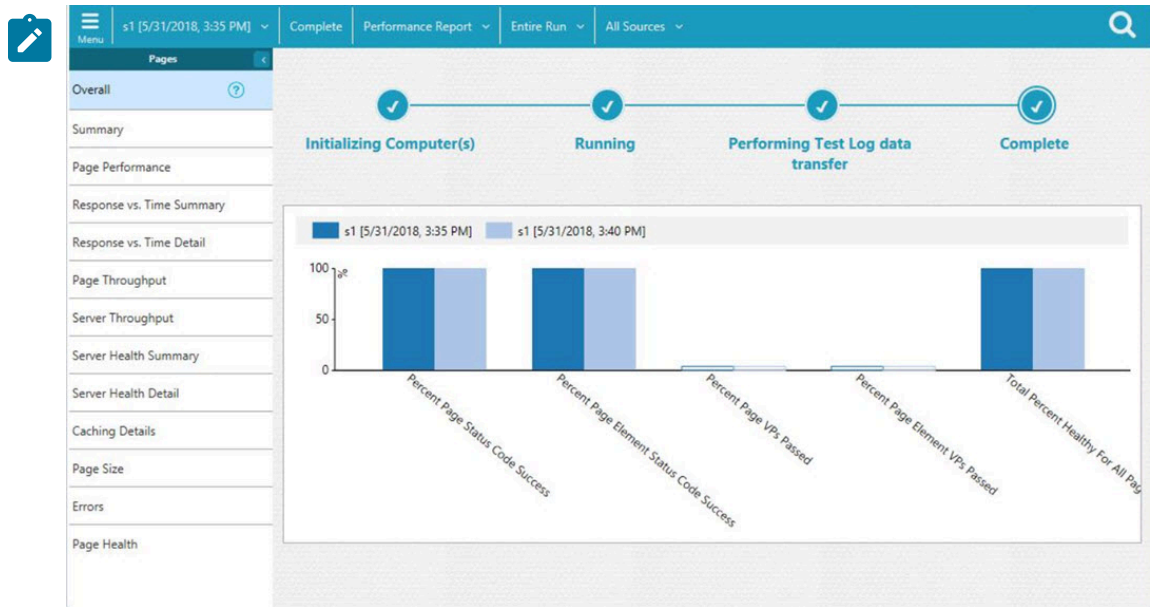 Menu
s1 [5/31/2018, 3:35 PM]
Complete
Performance Report
Entire Run
All Sources
Pages
Overall
?
Summary
Page Performance
Response vs. Time Summary
Response vs. Time Detail
Page Throughput
Server Throughput
Server Health Summary
Server Health Detail
Caching Details
Page Size
Errors
Page Health
Initializing Computer(s)
Running
Performing Test Log data
transfer
Complete
s1 [5/31/2018, 3:35 PM]
s1 [5/31/2018, 3:40 PM]
100
%
50
0
Percent Page Status Code Success
Percent Page Element Status Code Success
Percent Page VPs Passed
Percent Page Element VPs Passed
Total Percent Healthy For All Pag